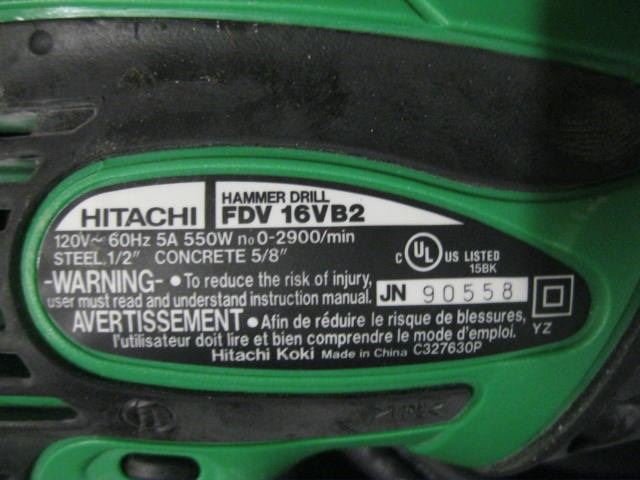 HITACHI
HAMMER DRILL
FDV 16VB2
120V~ 60Hz 5A 550W n₀ 0-2900/min
STEEL 1/2" CONCRETE 5/8"
C UL US LISTED
15BK
-WARNING- • To reduce the risk of injury,
user must read and understand instruction manual.
JN 90558
AVERTISSEMENT • Afin de réduire le risque de blessures,
l'utilisateur doit lire et bien comprendre le mode d'emploi.
YZ
Hitachi Koki Made in China C327630P